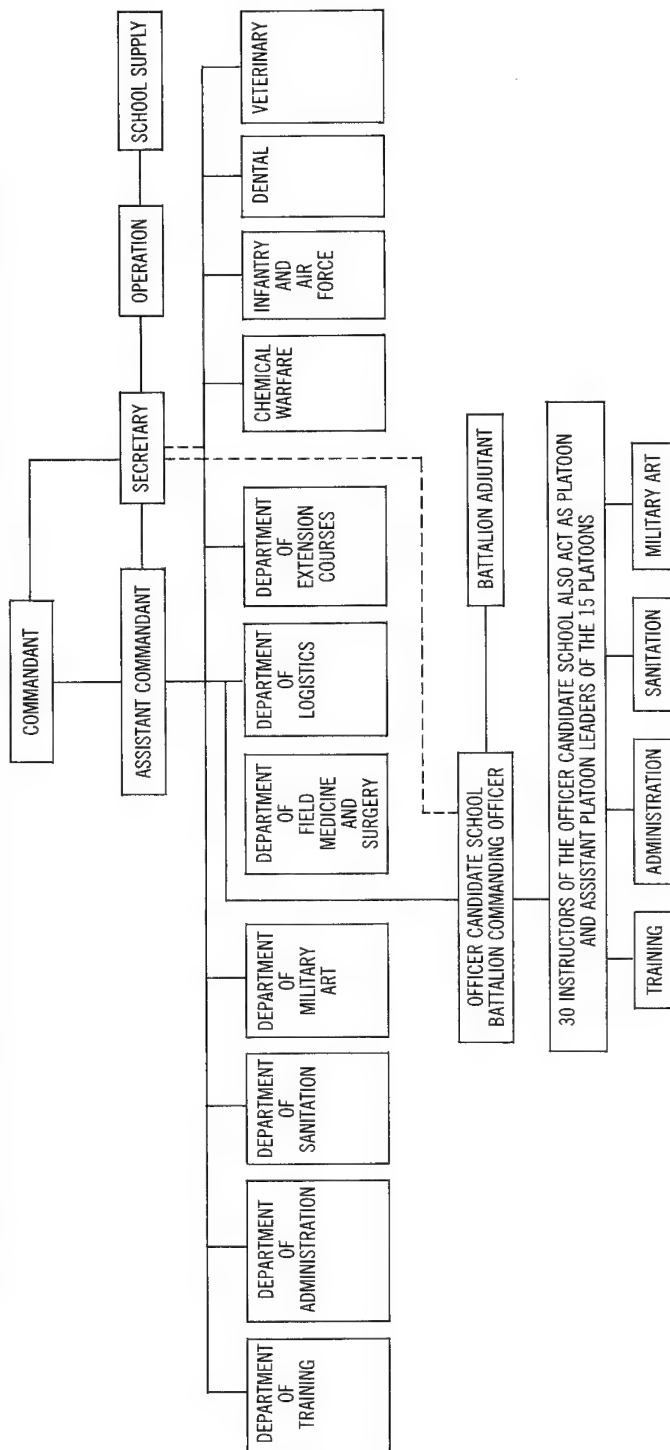 COMMANDANT
ASSISTANT COMMANDANT
SECRETARY
OPERATION
SCHOOL SUPPLY
DEPARTMENT
OF
TRAINING
DEPARTMENT
OF
ADMINISTRATION
DEPARTMENT
OF
SANITATION
DEPARTMENT
OF
MILITARY
ART
DEPARTMENT
OF
FIELD
MEDICINE
AND
SURGERY
DEPARTMENT
OF
LOGISTICS
DEPARTMENT
OF
EXTENSION
COURSES
CHEMICAL
WARFARE
INFANTRY
AND
AIR
FORCE
DENTAL
VETERINARY
OFFICER CANDIDATE SCHOOL
BATTALION COMMANDING OFFICER
BATTALION ADJUTANT
30 INSTRUCTORS OF THE OFFICER CANDIDATE SCHOOL ALSO ACT AS PLATOON
AND ASSISTANT PLATOON LEADERS OF THE 15 PLATOONS
TRAINING
ADMINISTRATION
SANITATION
MILITARY ART